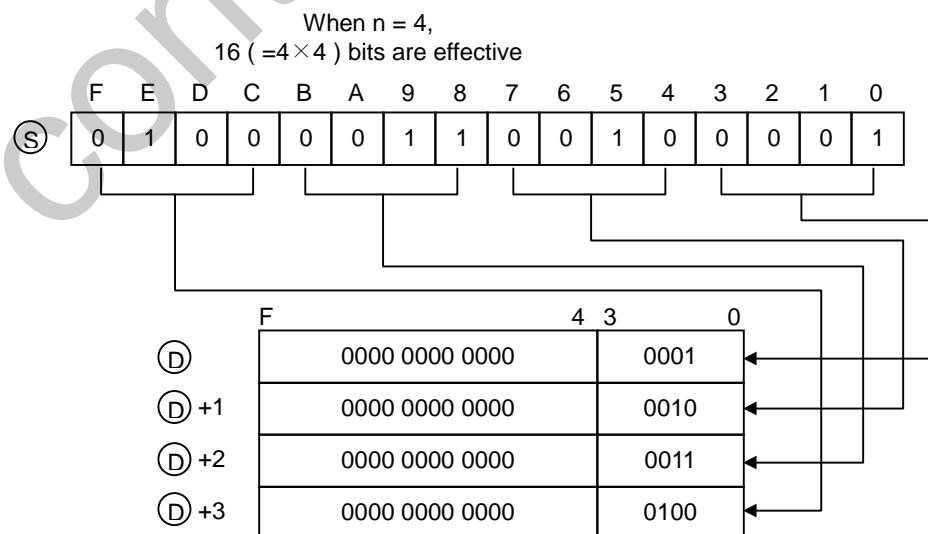 When n = 4,
16 ( =4×4 ) bits are effective
F E D C B A 9 8 7 6 5 4 3 2 1 0
S 0 1 0 0 0 0 1 1 0 0 1 0 0 0 0 1
F 4 3 0
D 0000 0000 0000 0001
D +1 0000 0000 0000 0010
D +2 0000 0000 0000 0011
D +3 0000 0000 0000 0100